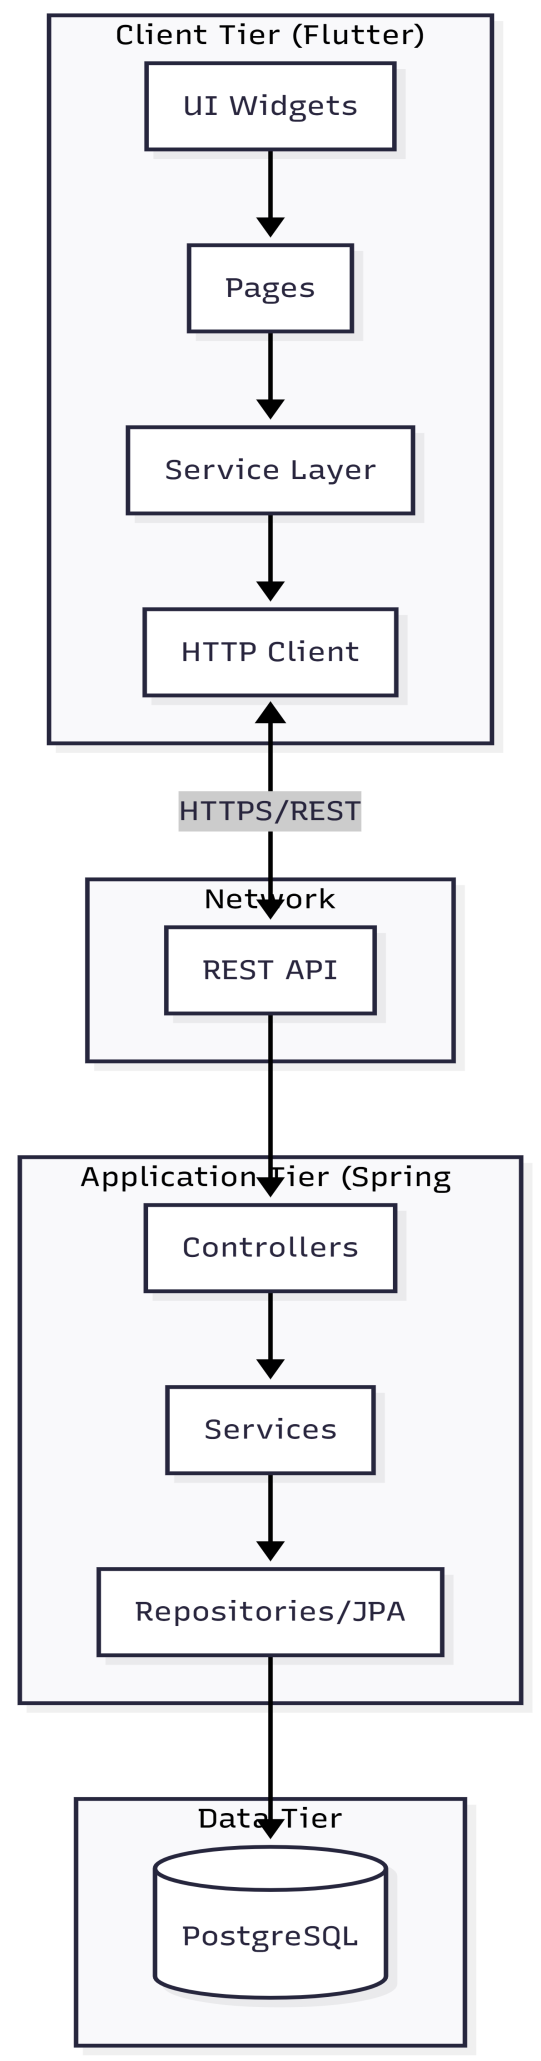 Client Tier (Flutter)
UI Widgets
Pages
Service Layer
HTTP Client
HTTPS/REST
Network
REST API
Application Tier (Spring
Controllers
Services
Repositories/JPA
Data Tier
PostgreSQL